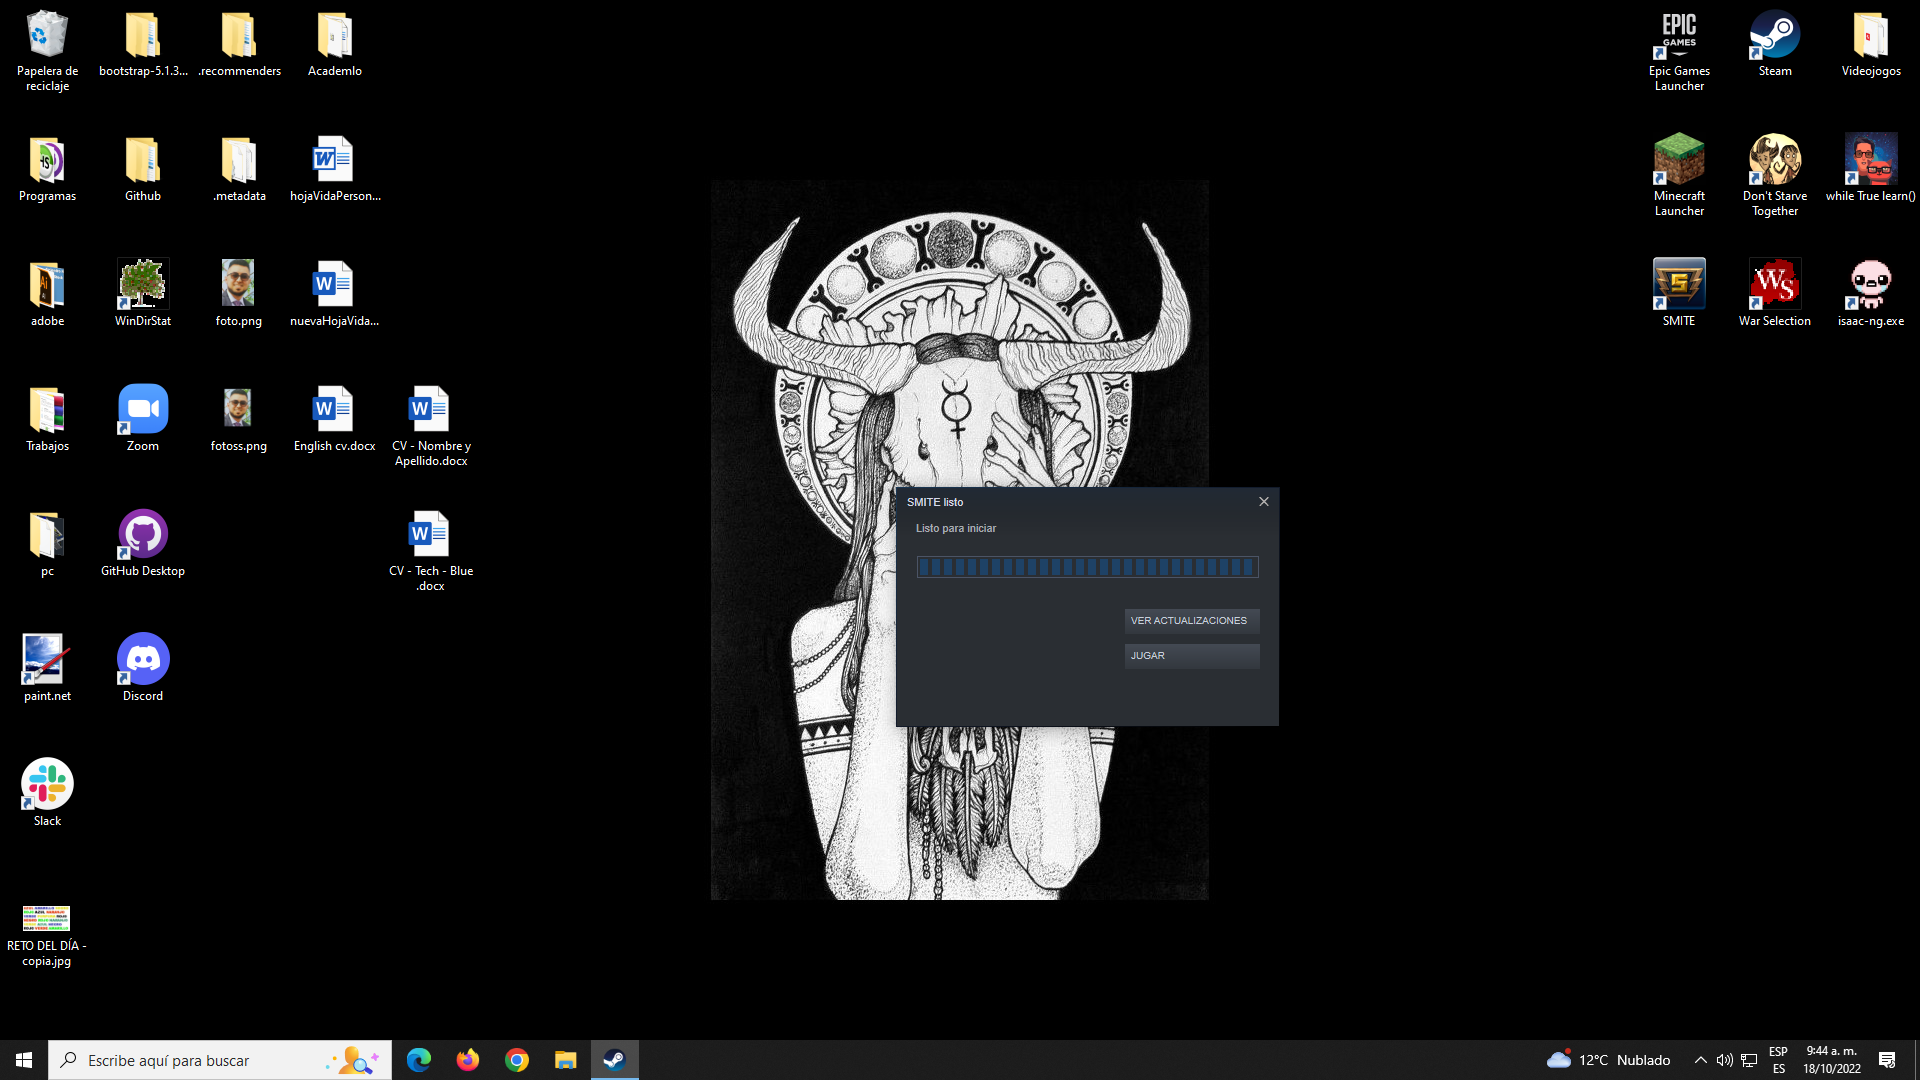 Papelera de
reciclaje
bootstrap-5.1.3...
.recommenders
Academlo
EPIC
GAMES
Epic Games
Launcher
Steam
Videojogos
Programas
Github
.metadata
hojaVidaPerson...
Minecraft
Launcher
Don't Starve
Together
while True learn()
adobe
WinDirStat
foto.png
nuevaHojaVida...
SMITE
War Selection
isaac-ng.exe
Trabajos
Zoom
fotoss.png
English cv.docx
CV - Nombre y
Apellido.docx
SMITE listo
Listo para iniciar
VER ACTUALIZACIONES
JUGAR
pc
GitHub Desktop
CV - Tech - Blue
.docx
paint.net
Discord
Slack
RETO DEL DÍA -
copia.jpg
Escribe aquí para buscar
12°C Nublado
ESP
ES
9:44 a. m.
18/10/2022